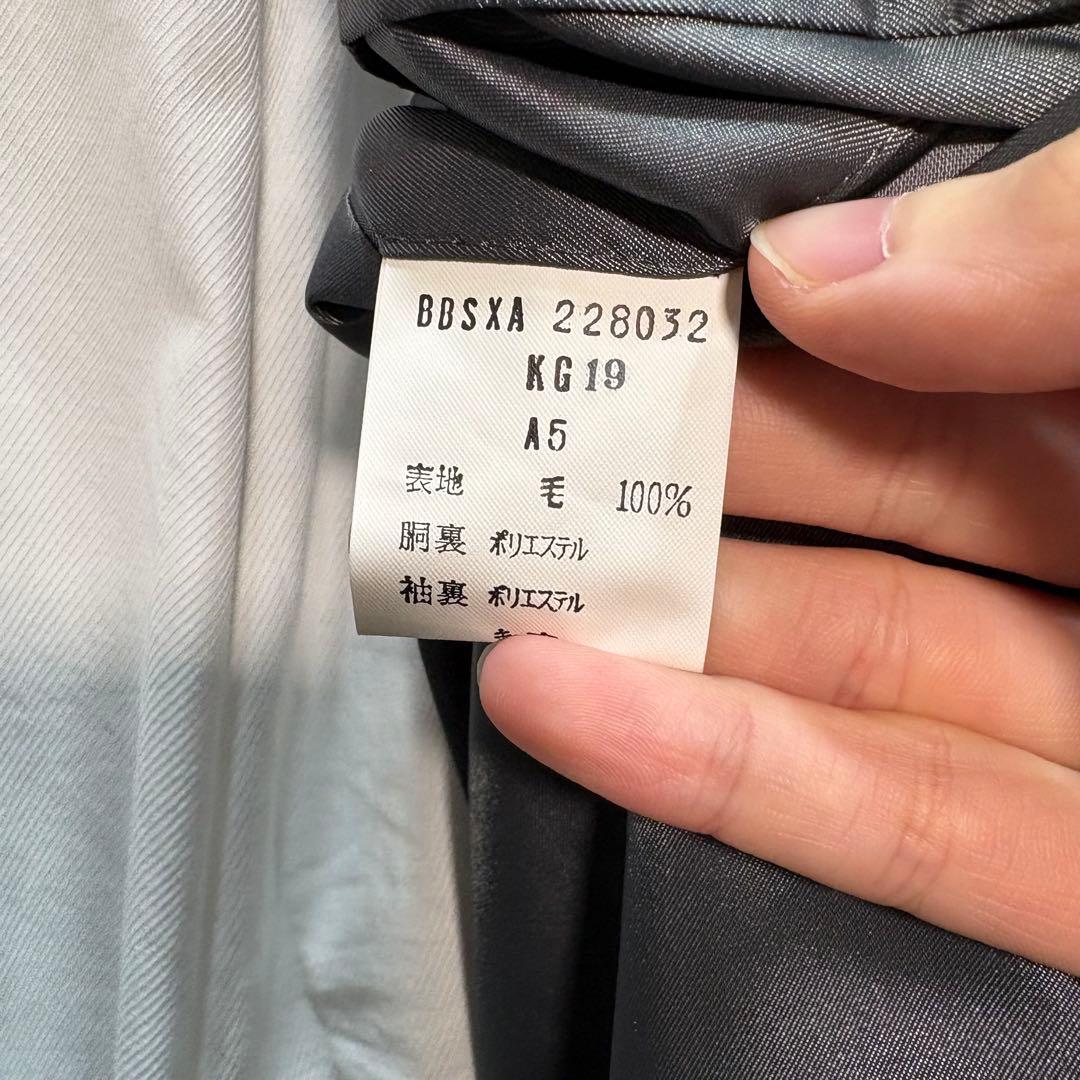 BBSXA 228032
KG19
A5
表地 毛 100%
胴裏 ポリエステル
袖裏 ポリエステル